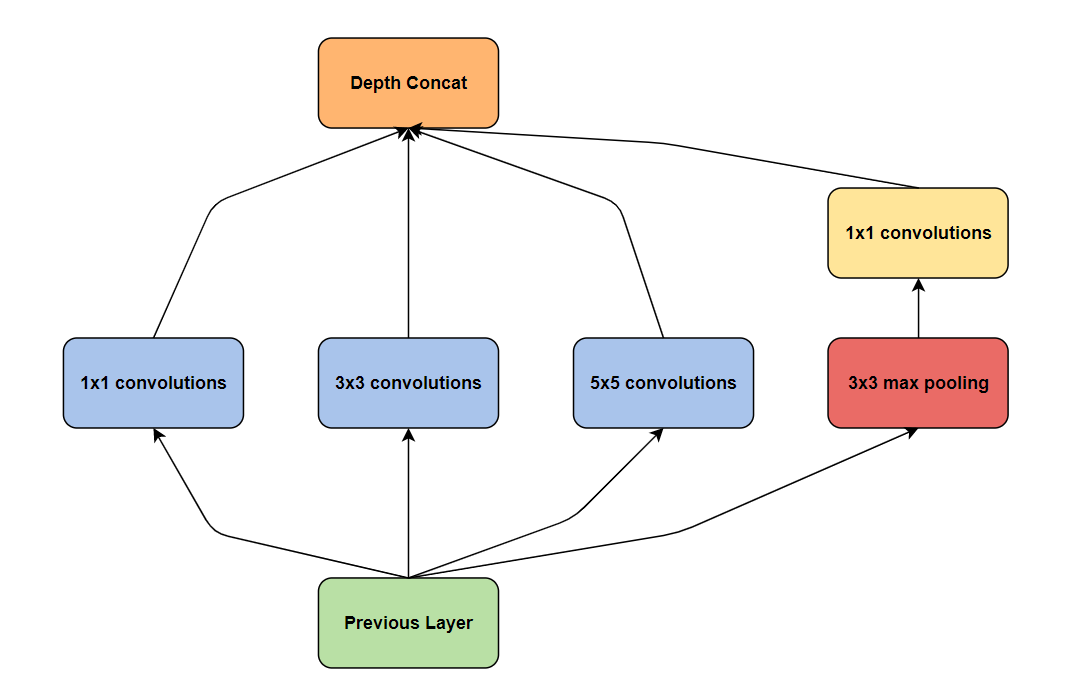 Depth Concat
1x1 convolutions
1x1 convolutions
3x3 convolutions
5x5 convolutions
3x3 max pooling
Previous Layer